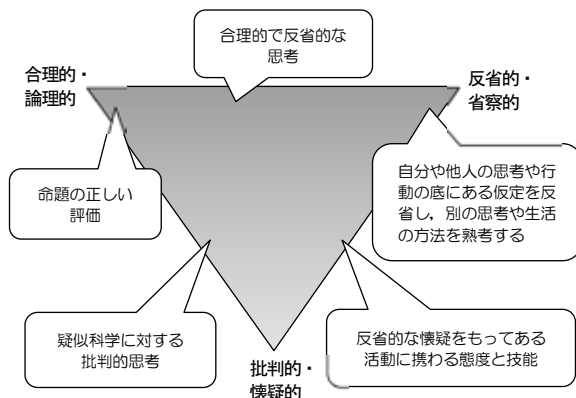 合理的で反省的な
思考
合理的・
論理的
反省的・
省察的
命題の正しい
評価
自分や他人の思考や行
動の底にある仮定を反
省し，別の思考や生活
の方法を熟考する
疑似科学に対する
批判的思考
反省的な懐疑をもってある
活動に携わる態度と技能
批判的・
懐疑的